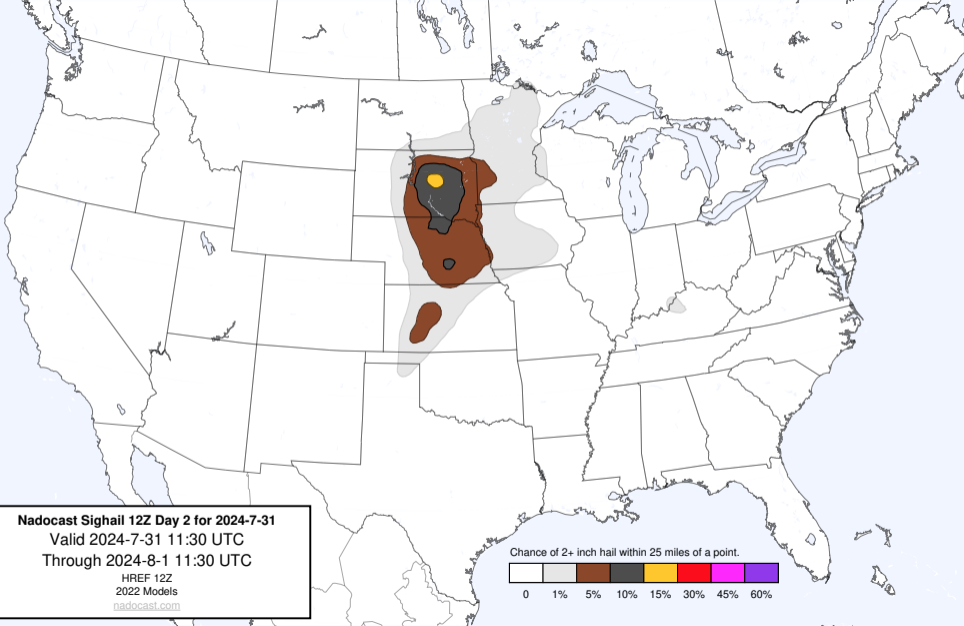 Nadocast Sighail 12Z Day 2 for 2024-7-31
Valid 2024-7-31 11:30 UTC
Through 2024-8-1 11:30 UTC
HREF 12Z
2022 Models
nadocast.com
Chance of 2+ inch hail within 25 miles of a point.
0 1% 5% 10% 15% 30% 45% 60%